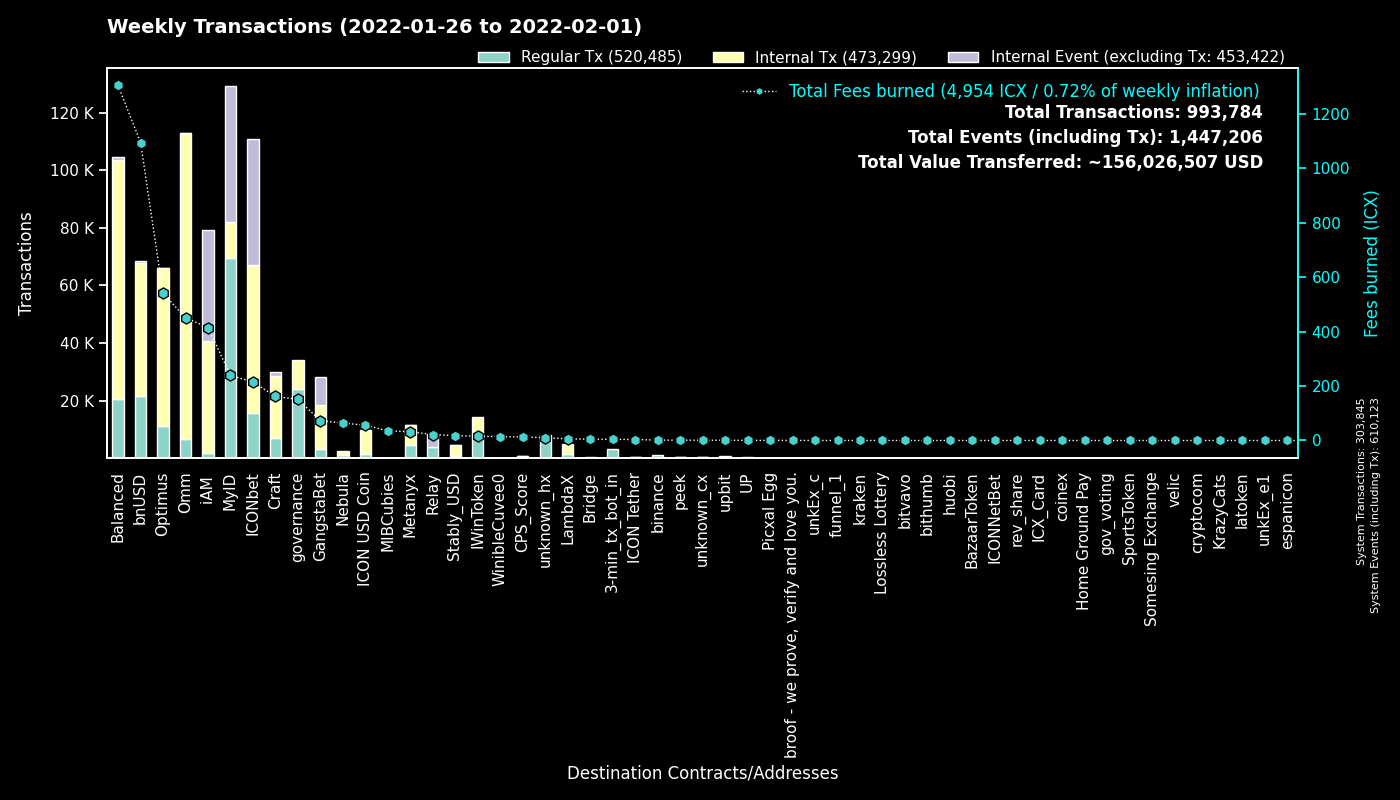 Weekly Transactions (2022-01-26 to 2022-02-01)
Regular Tx (520,485)
Internal Tx (473,299)
Internal Event (excluding Tx: 453,422)
Total Fees burned (4,954 ICX / 0.72% of weekly inflation)
Total Transactions: 993,784
Total Events (including Tx): 1,447,206
Total Value Transferred: ~156,026,507 USD
Transactions
120 K
100 K
80 K
60 K
40 K
20 K
1200
1000
800
600
400
200
0
Fees burned (ICX)
System Transactions: 303,845
System Events (including Tx): 610,123
Balanced
bnUSD
Optimus
Omm
iAM
MyID
ICONbet
Craft
governance
GangstaBet
Nebula
ICON USD Coin
MIBCubies
Metanyx
Relay
Stably_USD
IWinToken
WinibleCuvee0
CPS_Score
unknown_hx
LambdaX
Bridge
3-min_tx_bot_in
ICON Tether
binance
peek
unknown_cx
upbit
UP
Picxal Egg
broof - we prove, verify and love you.
unkEx_c
funnel_1
kraken
Lossless Lottery
bitvavo
bithumb
huobi
BazaarToken
ICONNetBet
rev_share
ICX_Card
coinex
Home Ground Pay
gov_voting
SportsToken
Somesing Exchange
velic
cryptocom
KrazyCats
latoken
unkEx_e1
espanicon
Destination Contracts/Addresses